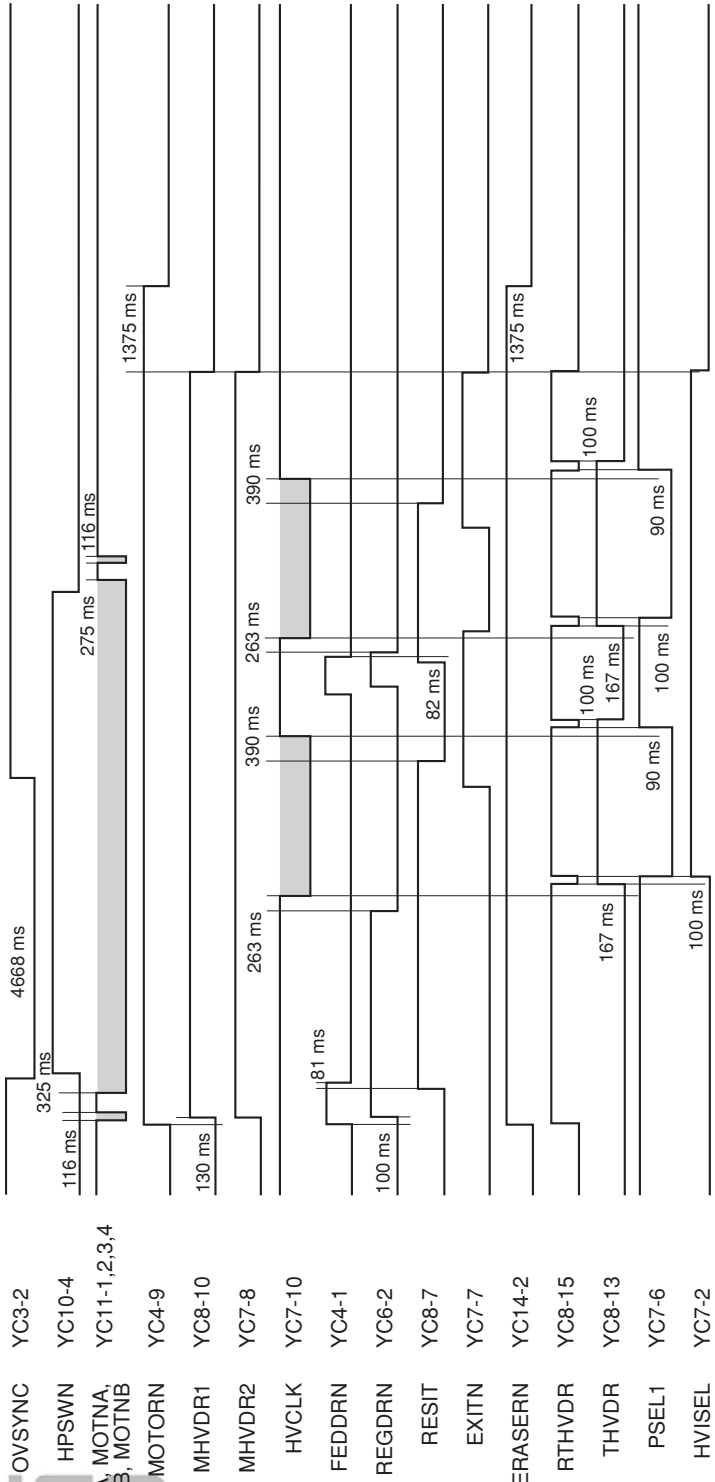 OVSYNC YC3-2 4668 ms
HPSWN YC10-4 325 ms
, MOTNA,
B, MOTNB
YC11-1,2,3,4 116 ms 275 ms 116 ms
MOTORN YC4-9 1375 ms
MHVDR1 YC8-10 130 ms
MHVDR2 YC7-8
HVCLK YC7-10 263 ms 390 ms 263 ms 390 ms
FEDDRN YC4-1 81 ms
REGDRN YC6-2 100 ms
RESIT YC8-7 82 ms
EXITN YC7-7
ERASERN YC14-2 1375 ms
RTHVDR YC8-15 100 ms 100 ms
THVDR YC8-13 167 ms 167 ms
PSEL1 YC7-6 90 ms 100 ms 90 ms
HVISEL YC7-2 100 ms